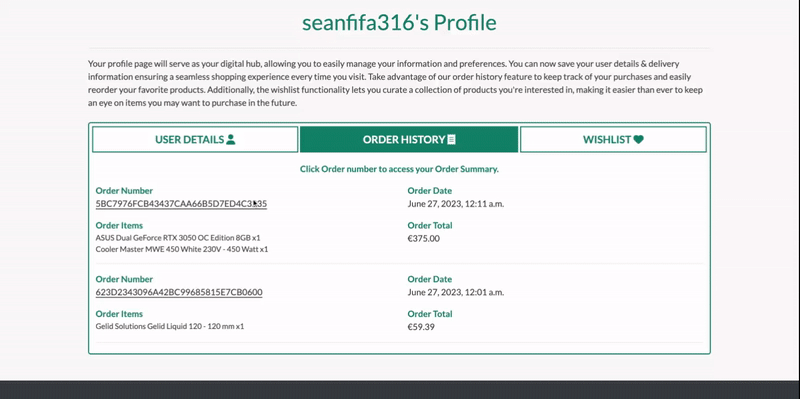 seanfifa316's Profile
Your profile page will serve as your digital hub, allowing you to easily manage your information and preferences. You can now save your user details & delivery
information ensuring a seamless shopping experience every time you visit. Take advantage of our order history feature to keep track of your purchases and easily
reorder your favorite products. Additionally, the wishlist functionality lets you curate a collection of products you're interested in, making it easier than ever to keep
an eye on items you may want to purchase in the future.
USER DETAILS
ORDER HISTORY
WISHLIST
Click Order number to access your Order Summary.
Order Number
Order Date
June 27, 2023, 12:11 a.m.
Order Items
Order Total
ASUS Dual GeForce RTX 3050 OC Edition 8GB x1
€375.00
Cooler Master MWE 450 White 230V - 450 Watt x1
Order Number
Order Date
623D2343096A42BC99685815E7CB0600
June 27, 2023, 12:01 a.m.
Order Items
Order Total
Gelid Solutions Gelid Liquid 120 - 120 mm x1
€59.39